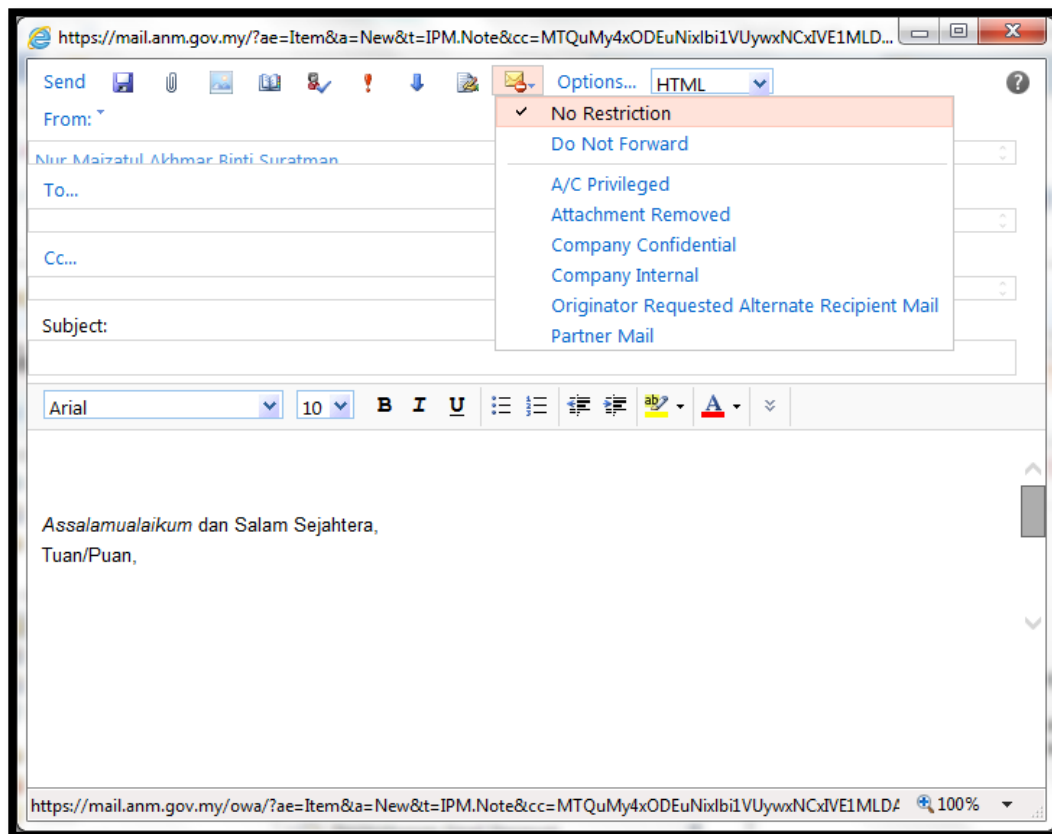 https://mail.anm.gov.my/?ae=Item&a=New&t=IPM.Note&cc=MTQuMy4xODEuNixlbi1VUywxNCxIVE1MLD...
Send Options... HTML
From:
Nur Maizatul Akhmar Binti Suratman
To...
Cc...
Subject:
No Restriction
Do Not Forward
A/C Privileged
Attachment Removed
Company Confidential
Company Internal
Originator Requested Alternate Recipient Mail
Partner Mail
Arial 10 B I U ab A
Assalamualaikum dan Salam Sejahtera,
Tuan/Puan,
https://mail.anm.gov.my/owa/?ae=Item&a=New&t=IPM.Note&cc=MTQuMy4xODEuNixlbi1VUywxNCxIVE1MLDA 100%